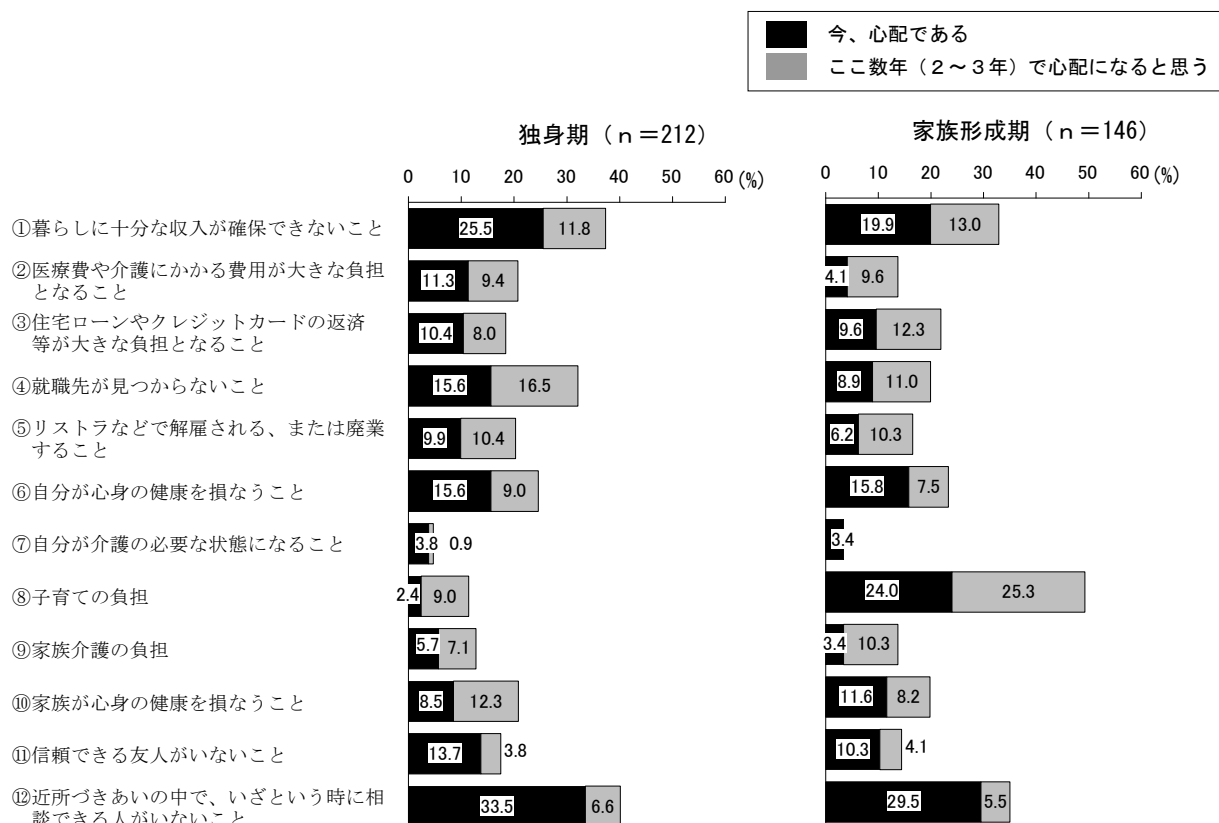 今、心配である
ここ数年（２～３年）で心配になると思う
独身期（ｎ＝212）
家族形成期（ｎ＝146）
0 10 20 30 40 50 60 (%)
0 10 20 30 40 50 60 (%)
①暮らしに十分な収入が確保できないこと
25.5 11.8
19.9 13.0
②医療費や介護にかかる費用が大きな負担
となること
11.3 9.4
4.1 9.6
③住宅ローンやクレジットカードの返済
等が大きな負担となること
10.4 8.0
9.6 12.3
④就職先が見つからないこと
15.6 16.5
8.9 11.0
⑤リストラなどで解雇される、または廃業
すること
9.9 10.4
6.2 10.3
⑥自分が心身の健康を損なうこと
15.6 9.0
15.8 7.5
⑦自分が介護の必要な状態になること
3.8 0.9
3.4
⑧子育ての負担
2.4 9.0
24.0 25.3
⑨家族介護の負担
5.7 7.1
3.4 10.3
⑩家族が心身の健康を損なうこと
8.5 12.3
11.6 8.2
⑪信頼できる友人がいないこと
13.7 3.8
10.3 4.1
⑫近所づきあいの中で、いざという時に相
談できる人がいないこと
33.5 6.6
29.5 5.5